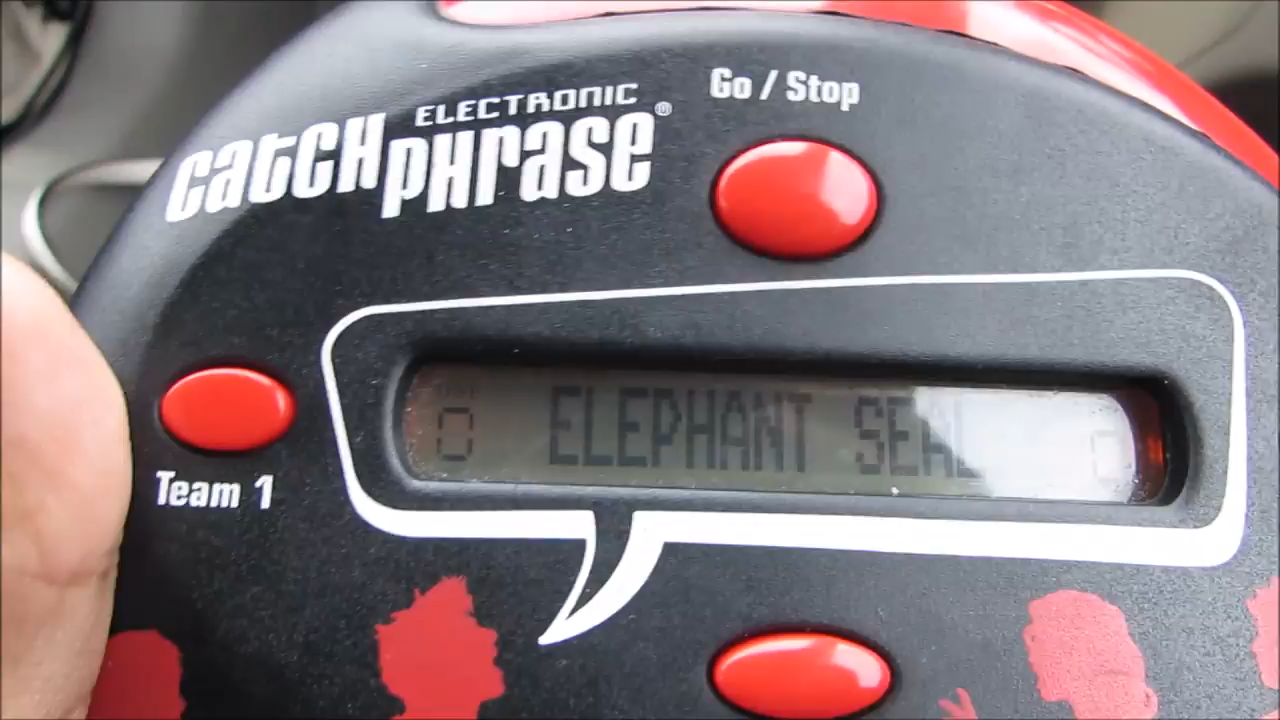 ELECTRONIC
CATCH PHRASE®
Go / Stop
0 ELEPHANT SEAL
Team 1